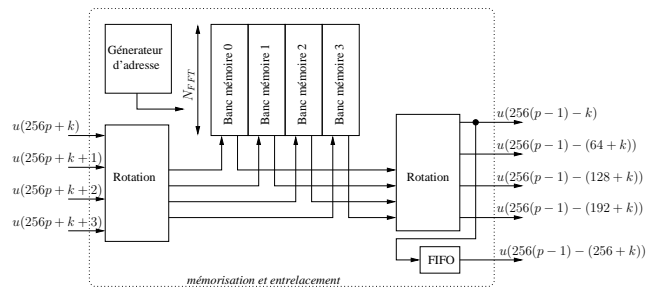 Générateur
d'adresse
N_{FFT}
Banc mémoire 0
Banc mémoire 1
Banc mémoire 2
Banc mémoire 3
u(256p + k)
u(256p + k + 1)
u(256p + k + 2)
u(256p + k + 3)
Rotation
Rotation
u(256(p − 1) − k)
u(256(p − 1) − (64 + k))
u(256(p − 1) − (128 + k))
u(256(p − 1) − (192 + k))
FIFO
u(256(p − 1) − (256 + k))
mémorisation et entrelacement